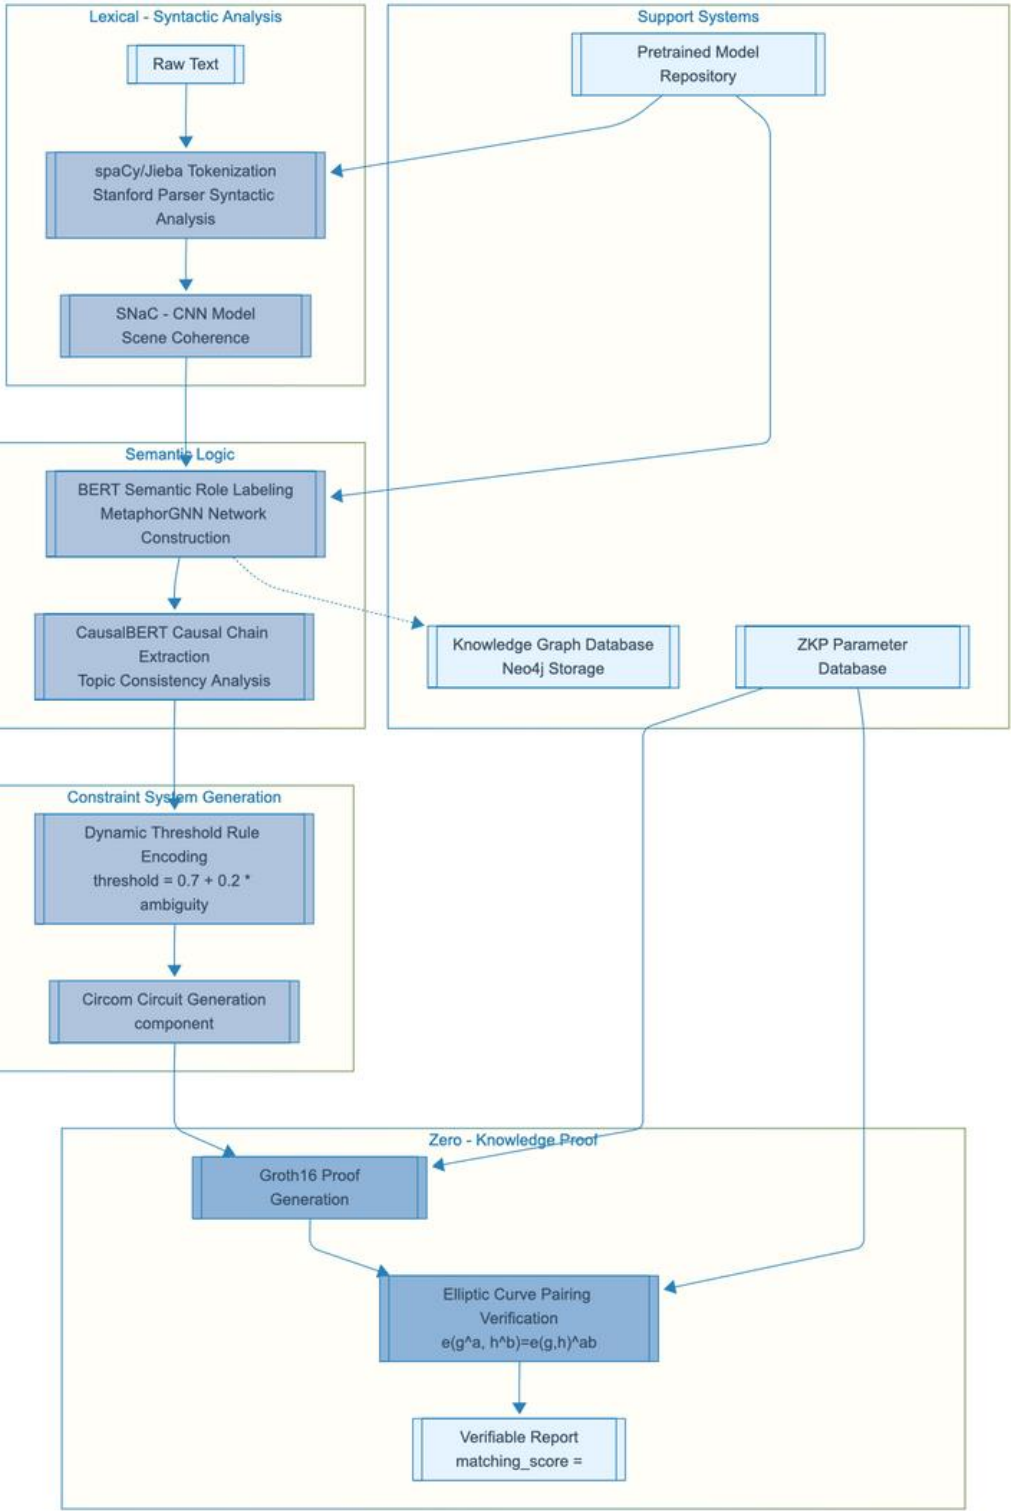 Lexical - Syntactic Analysis
Raw Text
spaCy/Jieba Tokenization
Stanford Parser Syntactic
Analysis
SNaC - CNN Model
Scene Coherence
Support Systems
Pretrained Model
Repository
Semantic Logic
BERT Semantic Role Labeling
MetaphorGNN Network
Construction
CausalBERT Causal Chain
Extraction
Topic Consistency Analysis
Knowledge Graph Database
Neo4j Storage
ZKP Parameter
Database
Constraint System Generation
Dynamic Threshold Rule
Encoding
threshold = 0.7 + 0.2 *
ambiguity
Circom Circuit Generation
component
Zero - Knowledge Proof
Groth16 Proof
Generation
Elliptic Curve Pairing
Verification
e(g^a, h^b)=e(g,h)^ab
Verifiable Report
matching_score =